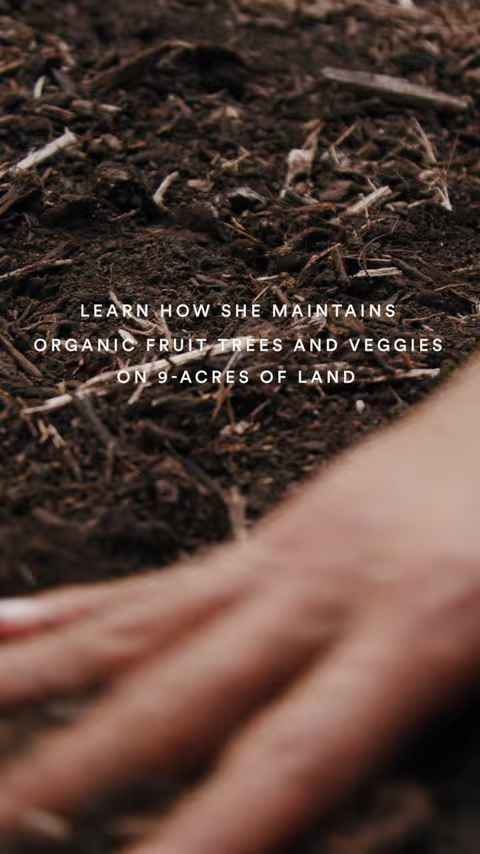 LEARN HOW SHE MAINTAINS
ORGANIC FRUIT TREES AND VEGGIES
ON 9-ACRES OF LAND